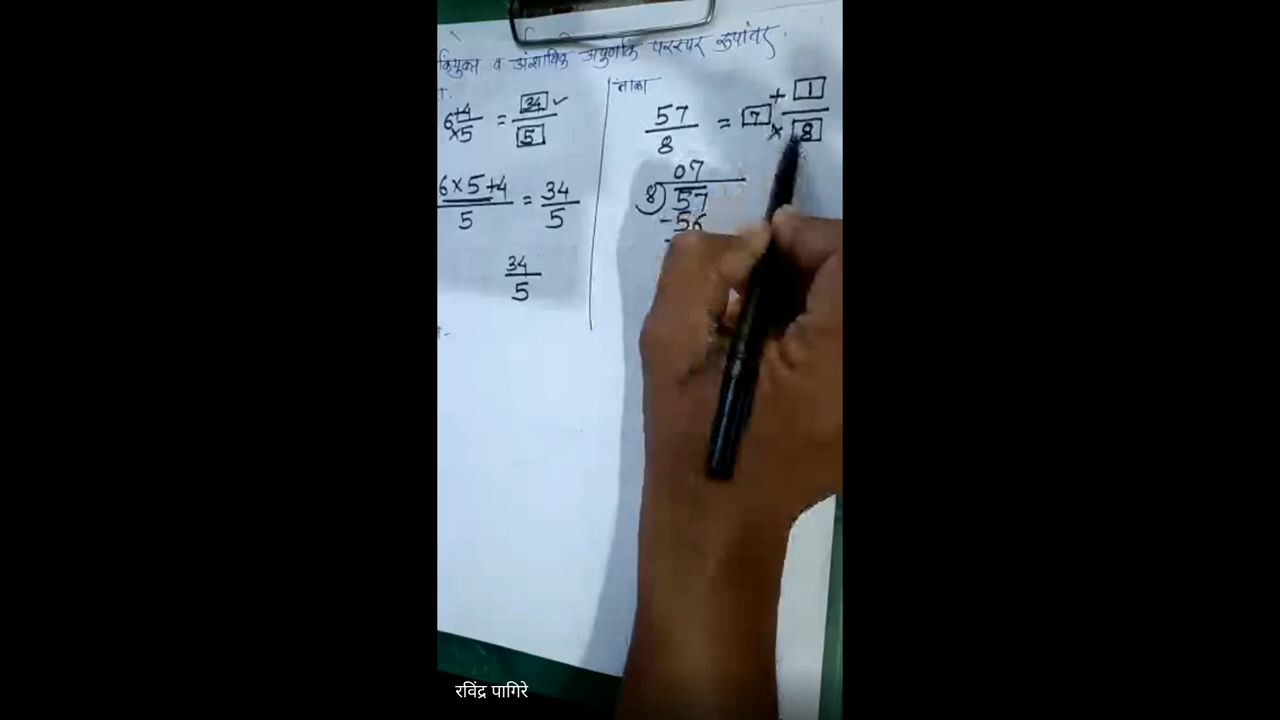 व अंशाधिक अपूर्णांक परस्पर रूपांतर.
6 +4 / ×5 = 34 / 5 ✓
6×5+4 / 5 = 34 / 5
34 / 5
57 / 8 = 7 + 1 / × 8
07
8) 57
-56
रविंद्र पागिरे